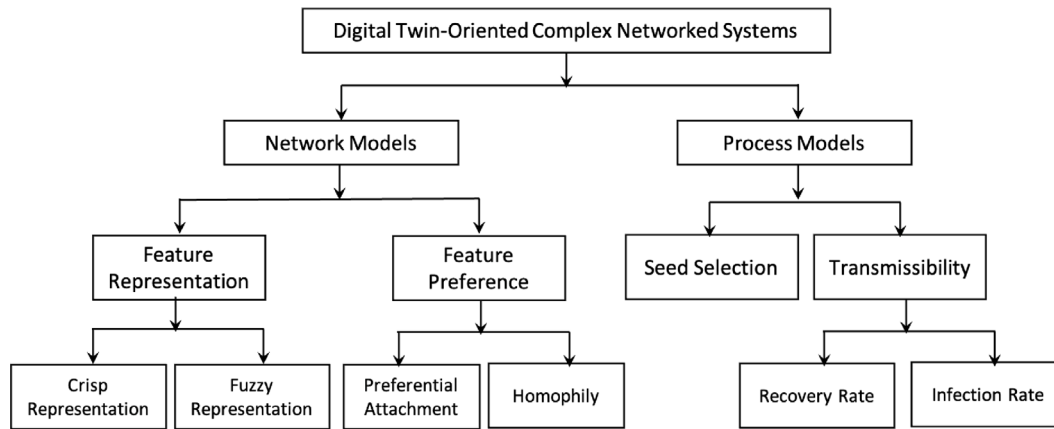 Digital Twin-Oriented Complex Networked Systems
Network Models
Process Models
Feature
Representation
Feature
Preference
Seed Selection
Transmissibility
Crisp
Representation
Fuzzy
Representation
Preferential
Attachment
Homophily
Recovery Rate
Infection Rate